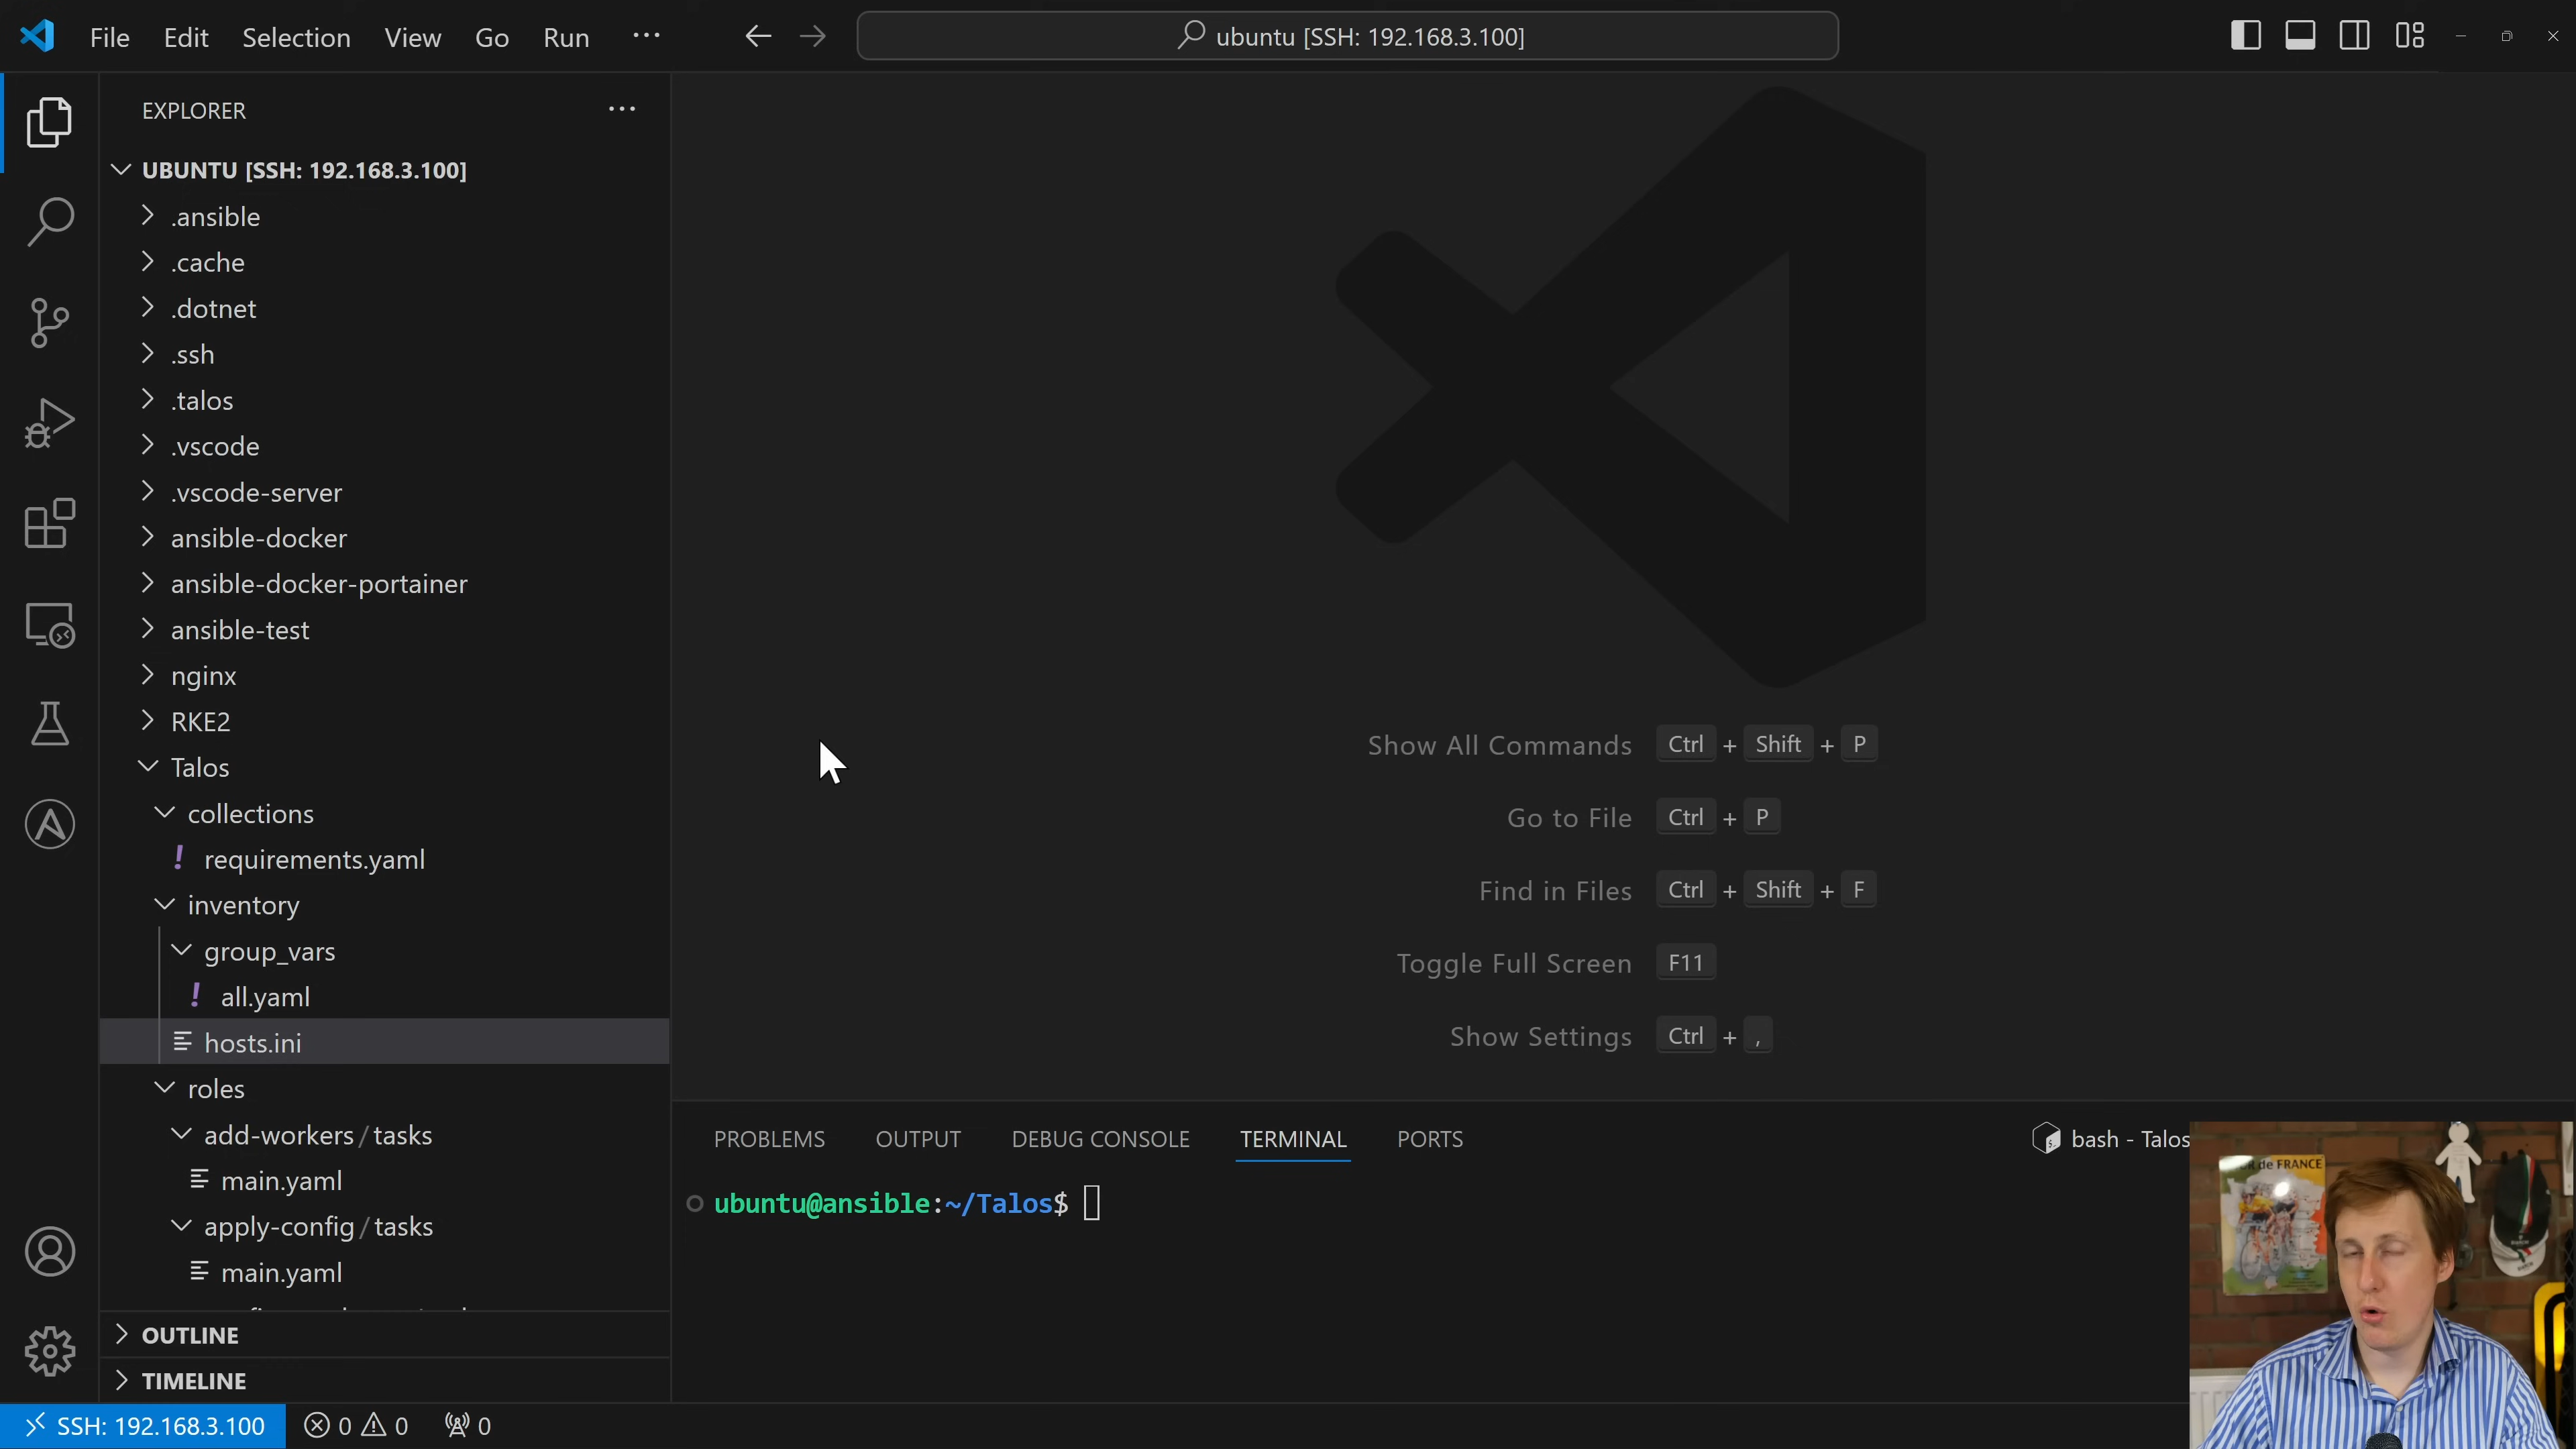 File Edit Selection View Go Run ···
ubuntu [SSH: 192.168.3.100]
EXPLORER
UBUNTU [SSH: 192.168.3.100]
.ansible
.cache
.dotnet
.ssh
.talos
.vscode
.vscode-server
ansible-docker
ansible-docker-portainer
ansible-test
nginx
RKE2
Talos
collections
! requirements.yaml
inventory
group_vars
! all.yaml
hosts.ini
roles
add-workers/tasks
main.yaml
apply-config/tasks
main.yaml
OUTLINE
TIMELINE
Show All Commands Ctrl + Shift + P
Go to File Ctrl + P
Find in Files Ctrl + Shift + F
Toggle Full Screen F11
Show Settings Ctrl + ,
PROBLEMS OUTPUT DEBUG CONSOLE TERMINAL PORTS
bash - Talos
ubuntu@ansible:~/Talos$
de FRANCE
SSH: 192.168.3.100 0 0 0